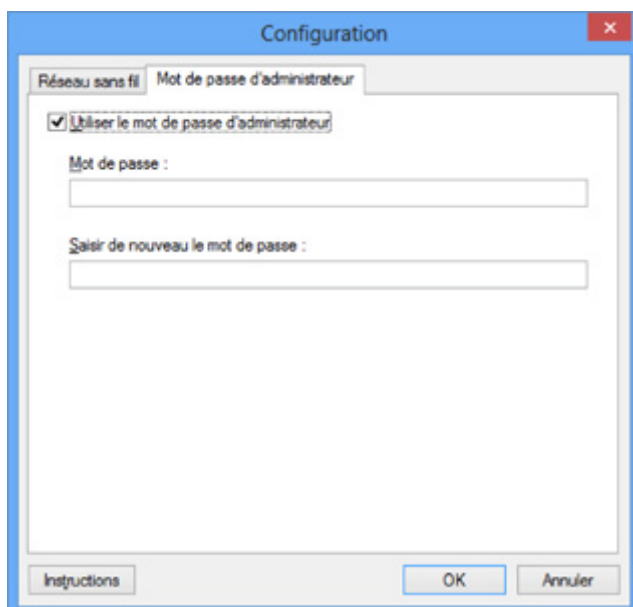 Configuration
Réseau sans fil Mot de passe d'administrateur
Utiliser le mot de passe d'administrateur
Mot de passe :
Saisir de nouveau le mot de passe :
Instructions OK Annuler